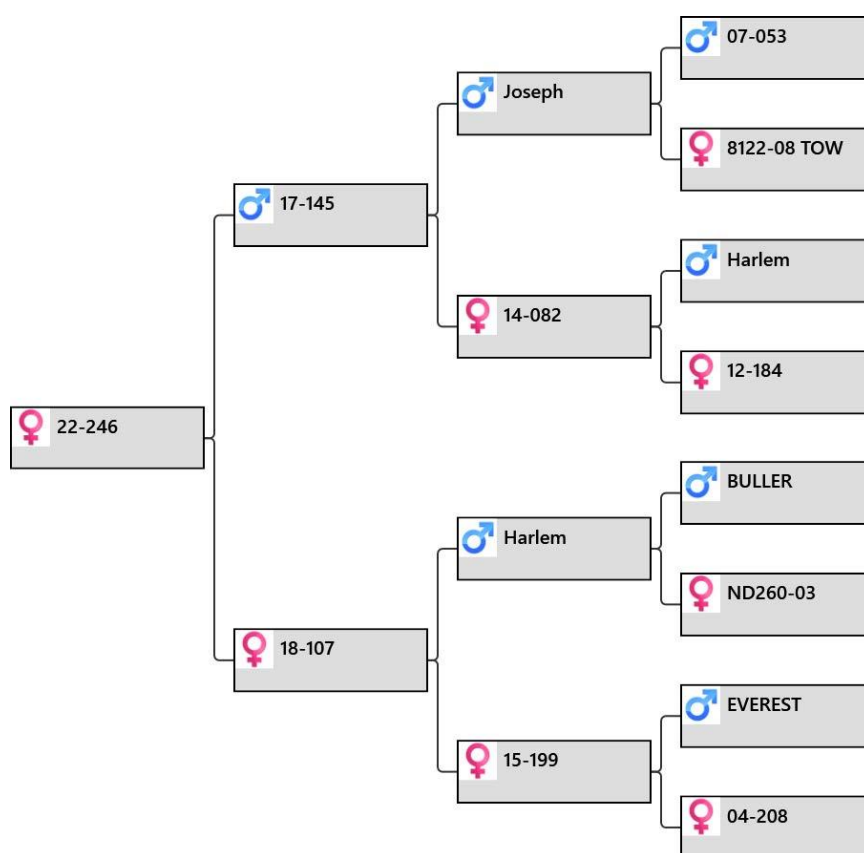 07-053
Joseph
8122-08 TOW
17-145
Harlem
14-082
12-184
22-246
BULLER
Harlem
ND260-03
18-107
EVEREST
15-199
04-208